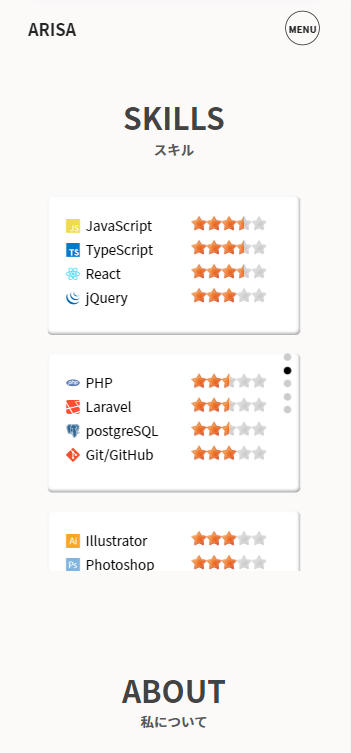 ARISA
MENU
SKILLS
スキル
JS JavaScript
TS TypeScript
React
jQuery
php PHP
Laravel
postgreSQL
Git/GitHub
Ai Illustrator
Ps Photoshop
ABOUT
私について